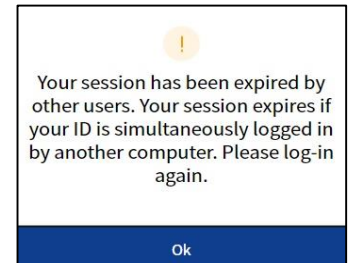 !
Your session has been expired by
other users. Your session expires if
your ID is simultaneously logged in
by another computer. Please log-in
again.
Ok